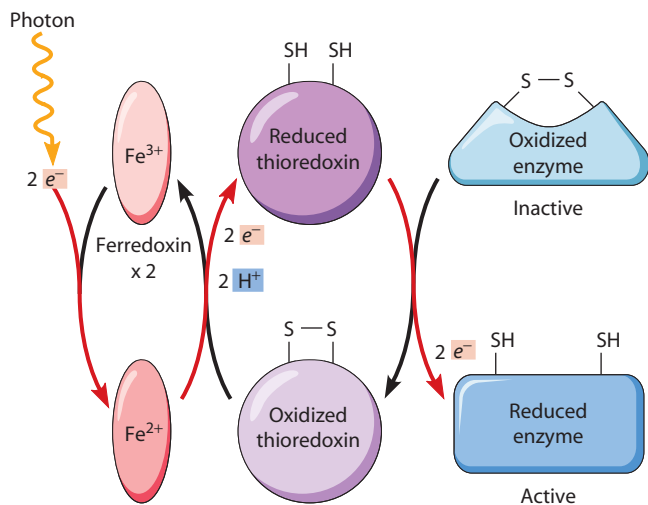 Photon
SH SH
S — S
Reduced
thioredoxin
Oxidized
enzyme
Fe³⁺
2 e⁻
Inactive
Ferredoxin
x 2
2 e⁻
2 H⁺
S — S
2 e⁻
SH SH
Fe²⁺
Oxidized
thioredoxin
Reduced
enzyme
Active